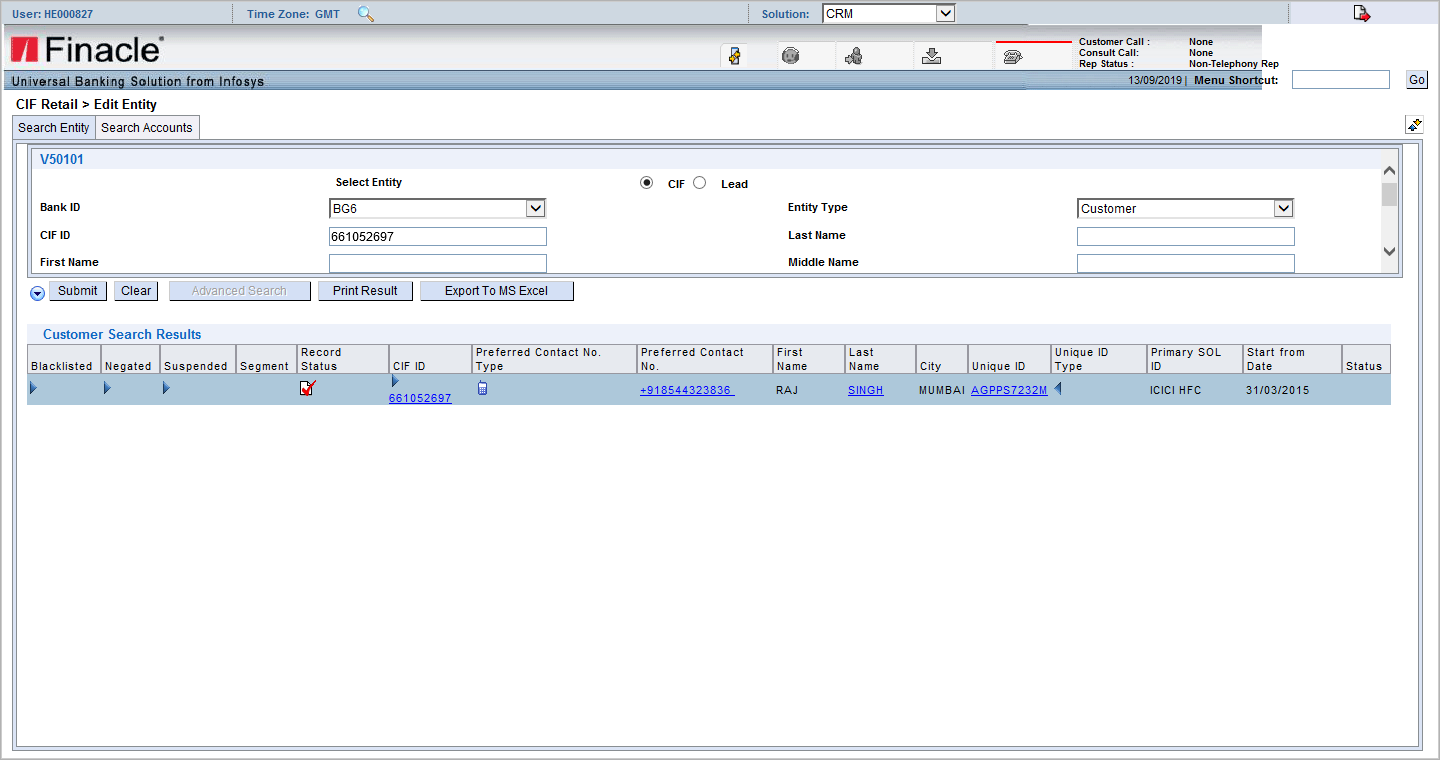 User: HE000827 Time Zone: GMT Solution: CRM
Finacle
Customer Call : None
Consult Call: None
Rep Status : Non-Telephony Rep
Universal Banking Solution from Infosys 13/09/2019 | Menu Shortcut: Go
CIF Retail > Edit Entity
Search Entity Search Accounts
V50101
Select Entity CIF Lead
Bank ID BG6 Entity Type Customer
CIF ID 661052697 Last Name
First Name Middle Name
Submit Clear Advanced Search Print Result Export To MS Excel
Customer Search Results
Blacklisted Negated Suspended Segment Record Status CIF ID Preferred Contact No. Type Preferred Contact No. First Name Last Name City Unique ID Unique ID Type Primary SOL ID Start from Date Status
661052697 +918544323836 RAJ SINGH MUMBAI AGPPS7232M ICICI HFC 31/03/2015